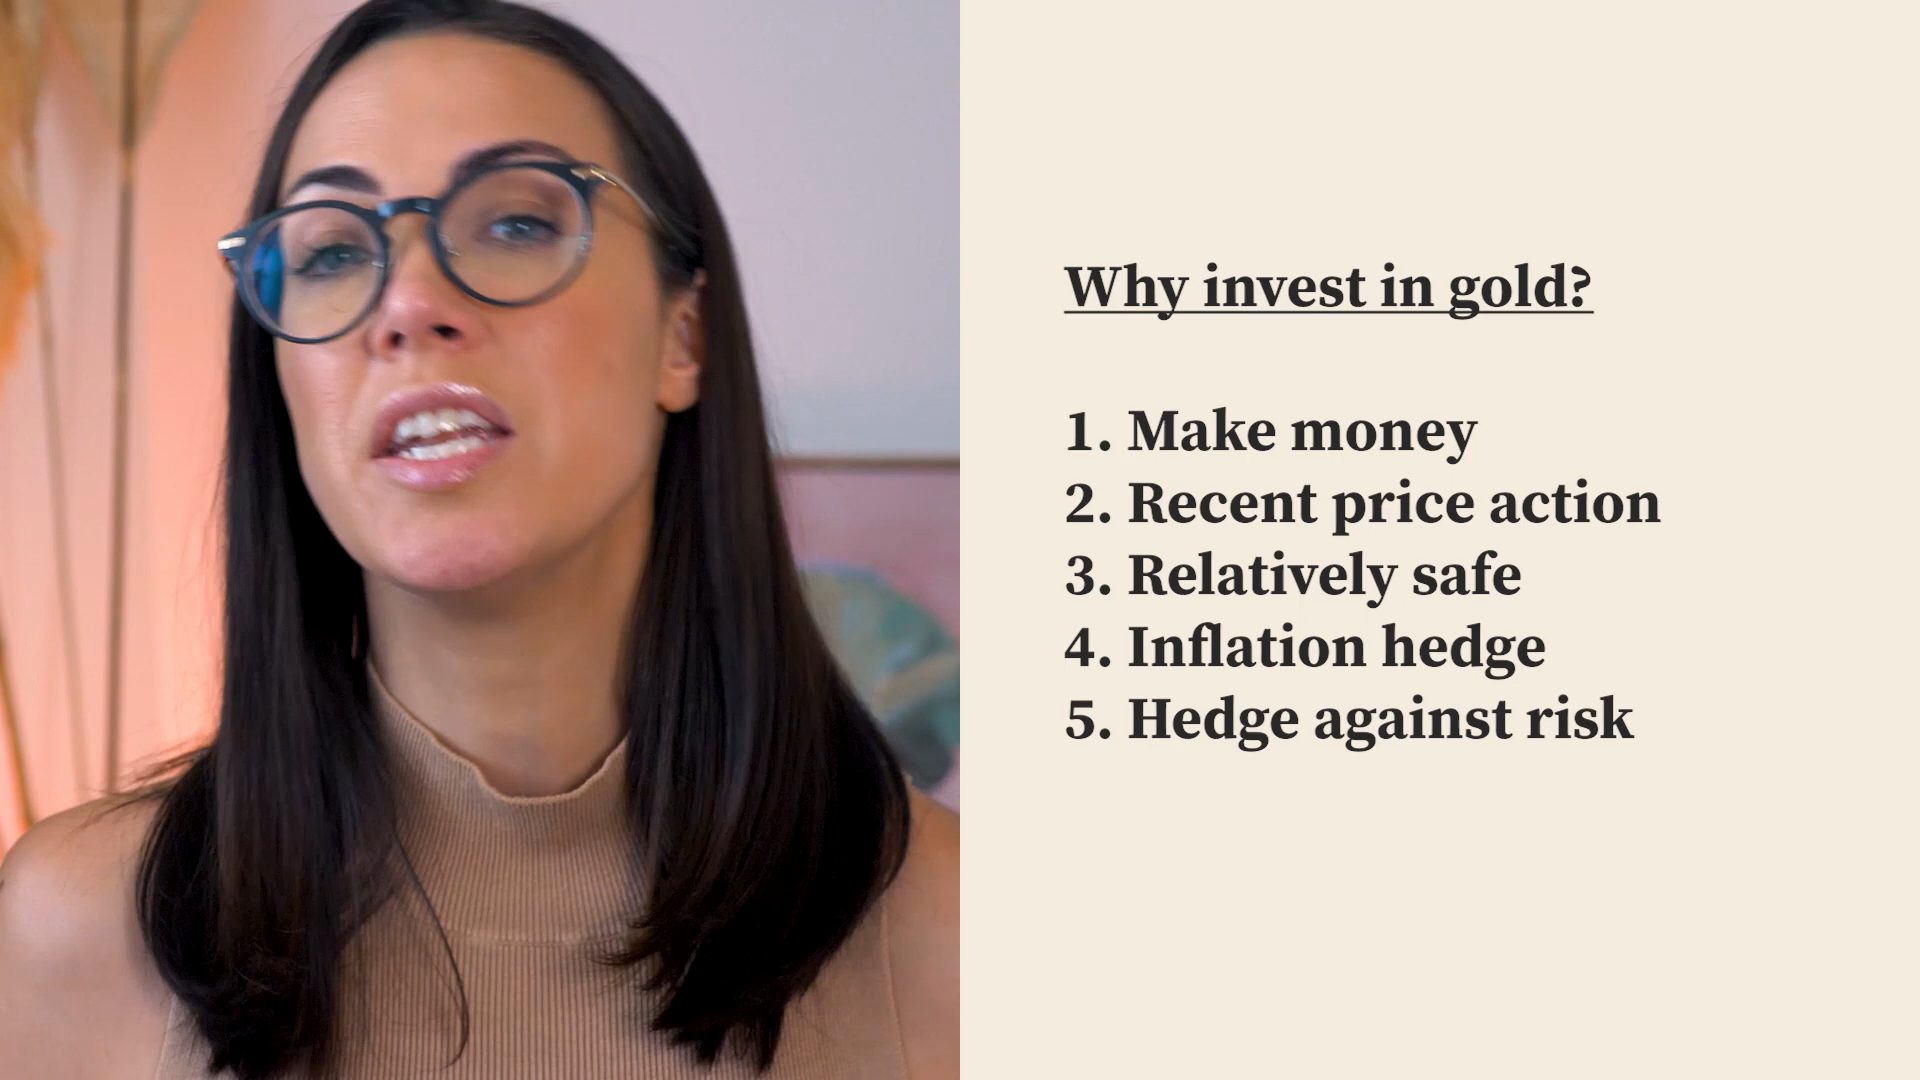 Why invest in gold?
1. Make money
2. Recent price action
3. Relatively safe
4. Inflation hedge
5. Hedge against risk